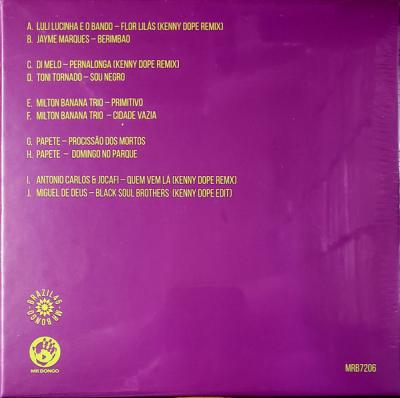 A. LULI LUCINHA E O BANDO – FLOR LILÁS (KENNY DOPE REMIX)
B. JAYME MARQUES – BERIMBAO
C. DI MELO – PERNALONGA (KENNY DOPE REMIX)
D. TONI TORNADO – SOU NEGRO
E. MILTON BANANA TRIO – PRIMITIVO
F. MILTON BANANA TRIO – CIDADE VAZIA
G. PAPETE – PROCISSÃO DOS MORTOS
H. PAPETE – DOMINGO NO PARQUE
I. ANTONIO CARLOS & JOCAFI – QUEM VEM LÁ (KENNY DOPE REMX)
J. MIGUEL DE DEUS – BLACK SOUL BROTHERS (KENNY DOPE EDIT)
BRAZIL45 • MR BONGO •
MR BONGO
MRB7206